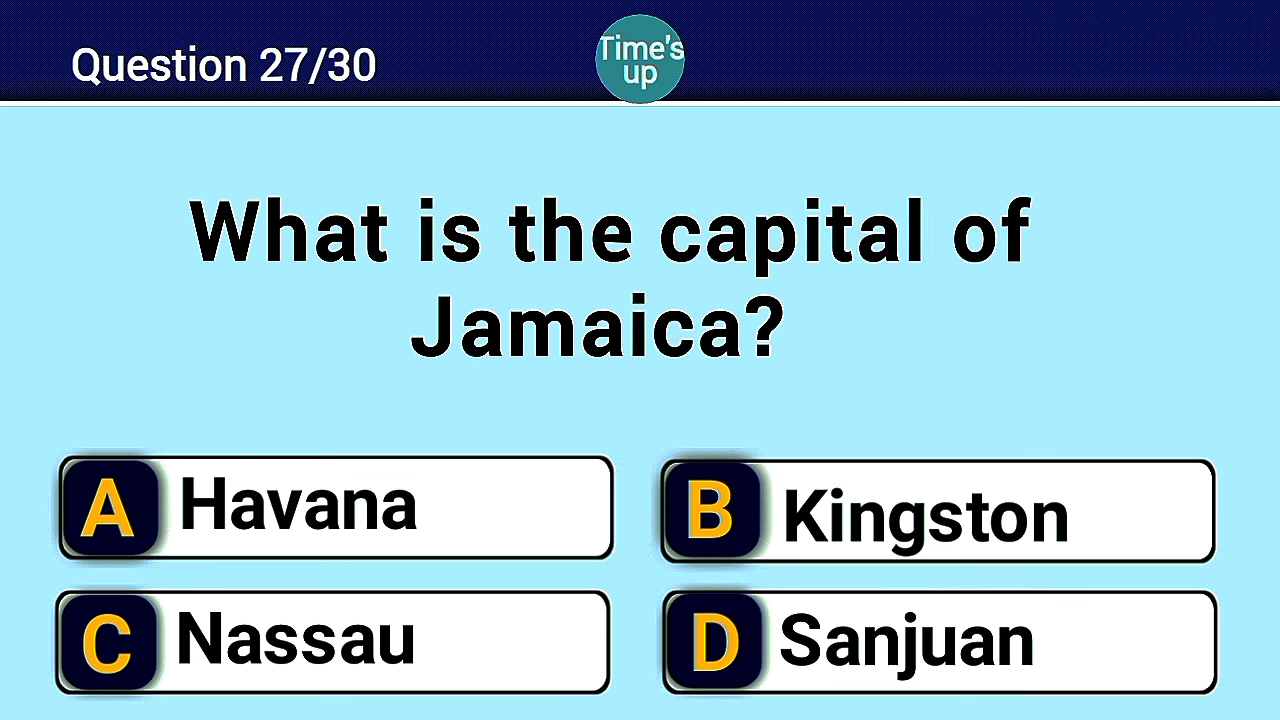 Question 27/30
Time's
up
What is the capital of
Jamaica?
A Havana
B Kingston
C Nassau
D Sanjuan